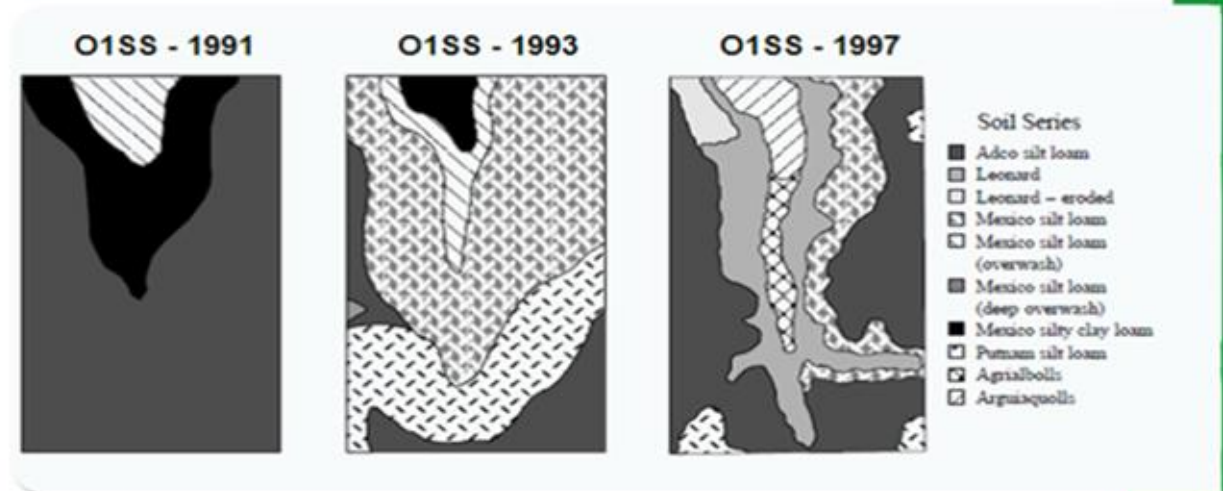 O1SS - 1991
O1SS - 1993
O1SS - 1997
Soil Series
Adco silt loam
Leonard
Leonard – eroded
Mexico silt loam
Mexico silt loam
(overwash)
Mexico silt loam
(deep overwash)
Mexico silty clay loam
Putnam silt loam
Agrialbolls
Arguiaquolls